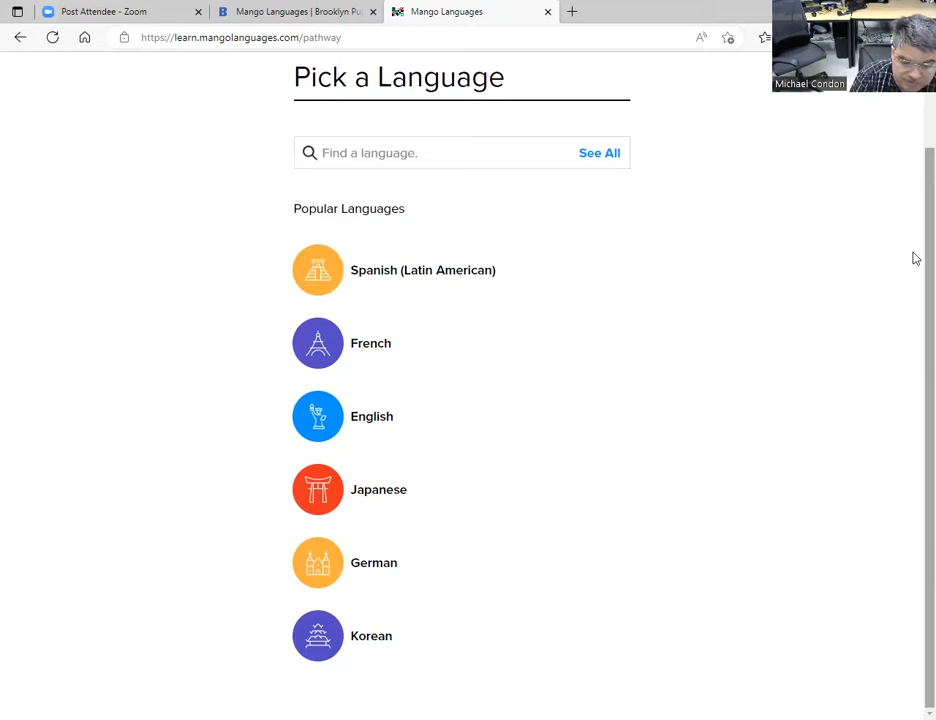 Post Attendee - Zoom
Mango Languages | Brooklyn Pu
Mango Languages
https://learn.mangolanguages.com/pathway
Michael Condon
Pick a Language
Find a language.
See All
Popular Languages
Spanish (Latin American)
French
English
Japanese
German
Korean